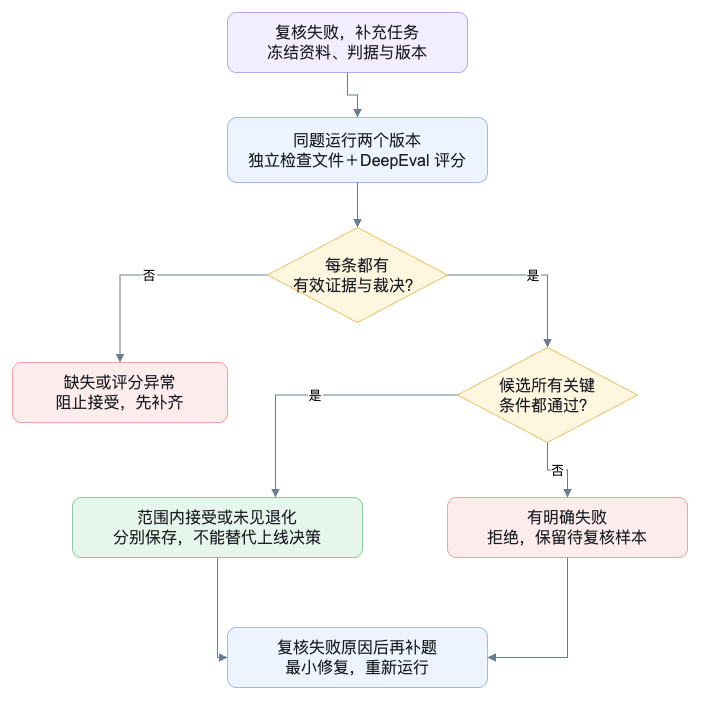 复核失败，补充任务
冻结资料、判据与版本
同题运行两个版本
独立检查文件＋DeepEval 评分
每条都有
有效证据与裁决？
否
是
缺失或评分异常
阻止接受，先补齐
候选所有关键
条件都通过？
是
否
范围内接受或未见退化
分别保存，不能替代上线决策
有明确失败
拒绝，保留待复核样本
复核失败原因后再补题
最小修复，重新运行